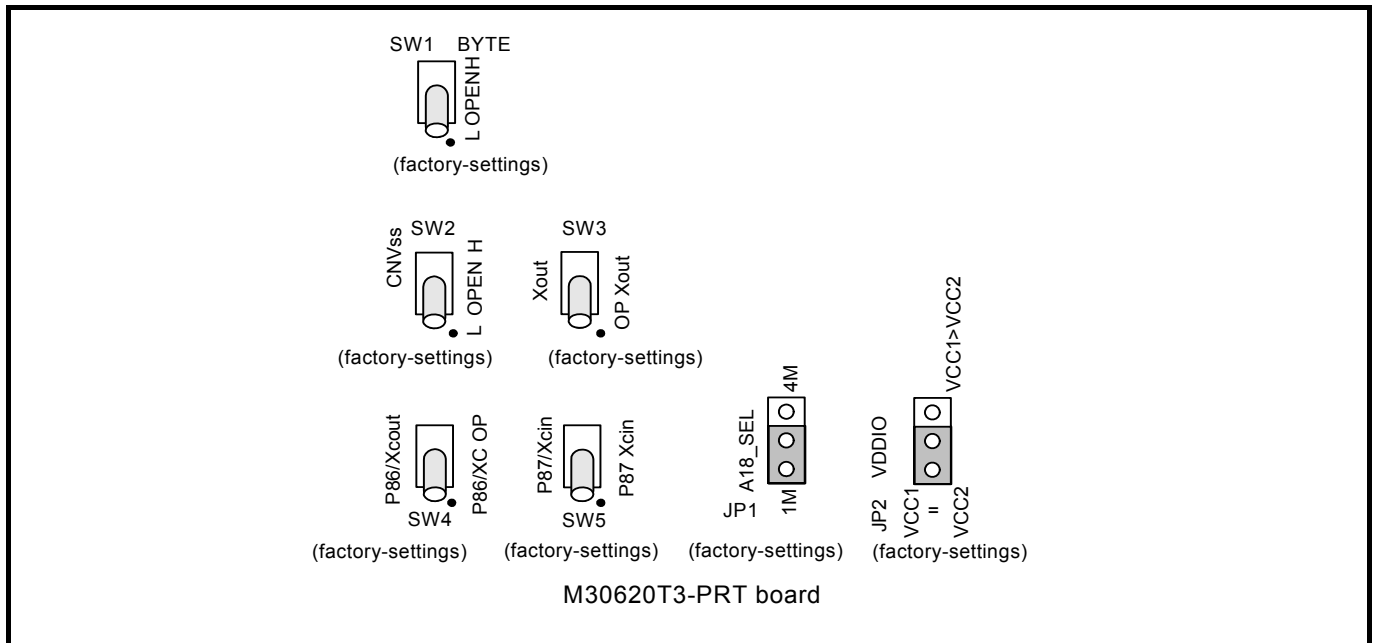 SW1 BYTE
L OPEN H
(factory-settings)
CNVss
SW2
L OPEN H
(factory-settings)
Xout
SW3
OP Xout
(factory-settings)
P86/Xcout
P86/XC OP
SW4
(factory-settings)
P87/Xcin
P87 Xcin
SW5
(factory-settings)
JP1 A18_SEL
4M
1M
(factory-settings)
JP2 VDDIO
VCC1>VCC2
VCC1
=
VCC2
(factory-settings)
M30620T3-PRT board